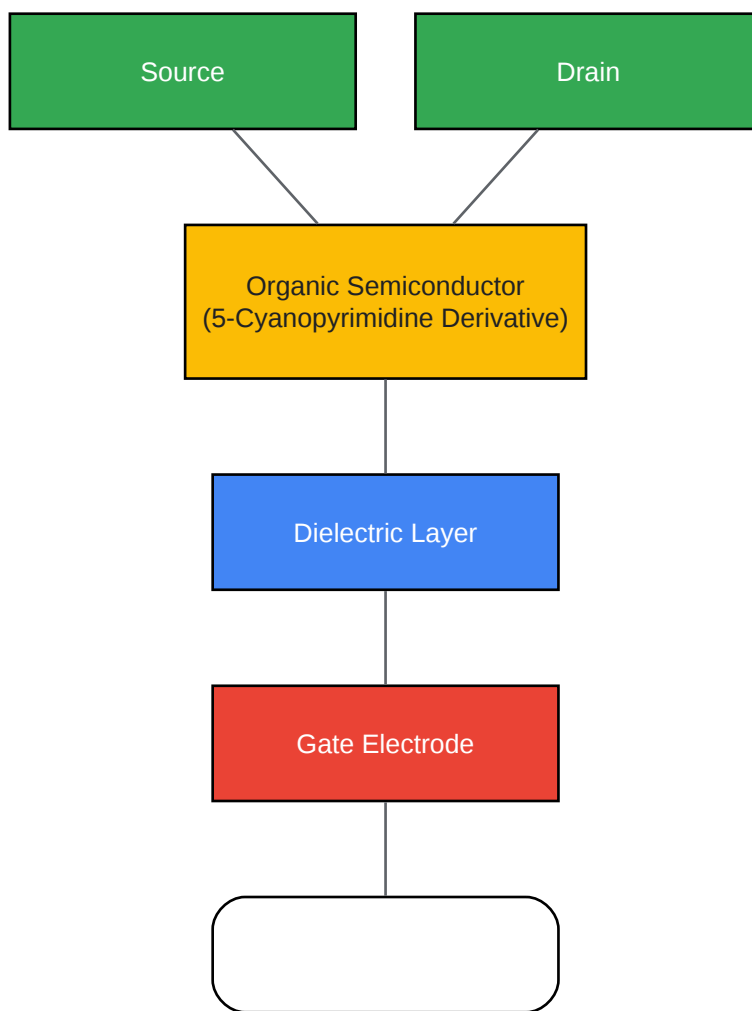 Source
Drain
Organic Semiconductor
(5-Cyanopyrimidine Derivative)
Dielectric Layer
Gate Electrode